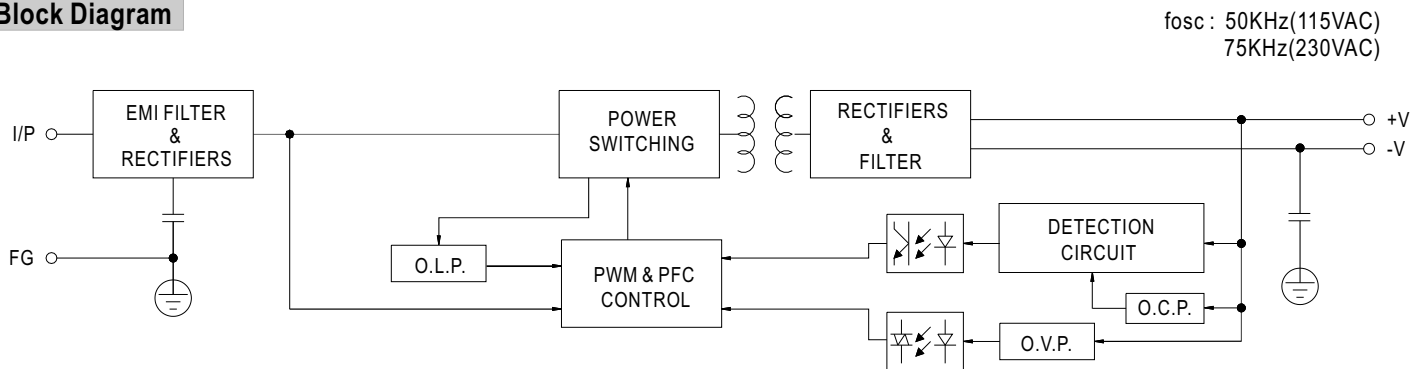 Block Diagram
fosc : 50KHz(115VAC)
75KHz(230VAC)
I/P
EMI FILTER
&
RECTIFIERS
POWER
SWITCHING
RECTIFIERS
&
FILTER
+V
-V
FG
O.L.P.
PWM & PFC
CONTROL
DETECTION
CIRCUIT
O.C.P.
O.V.P.